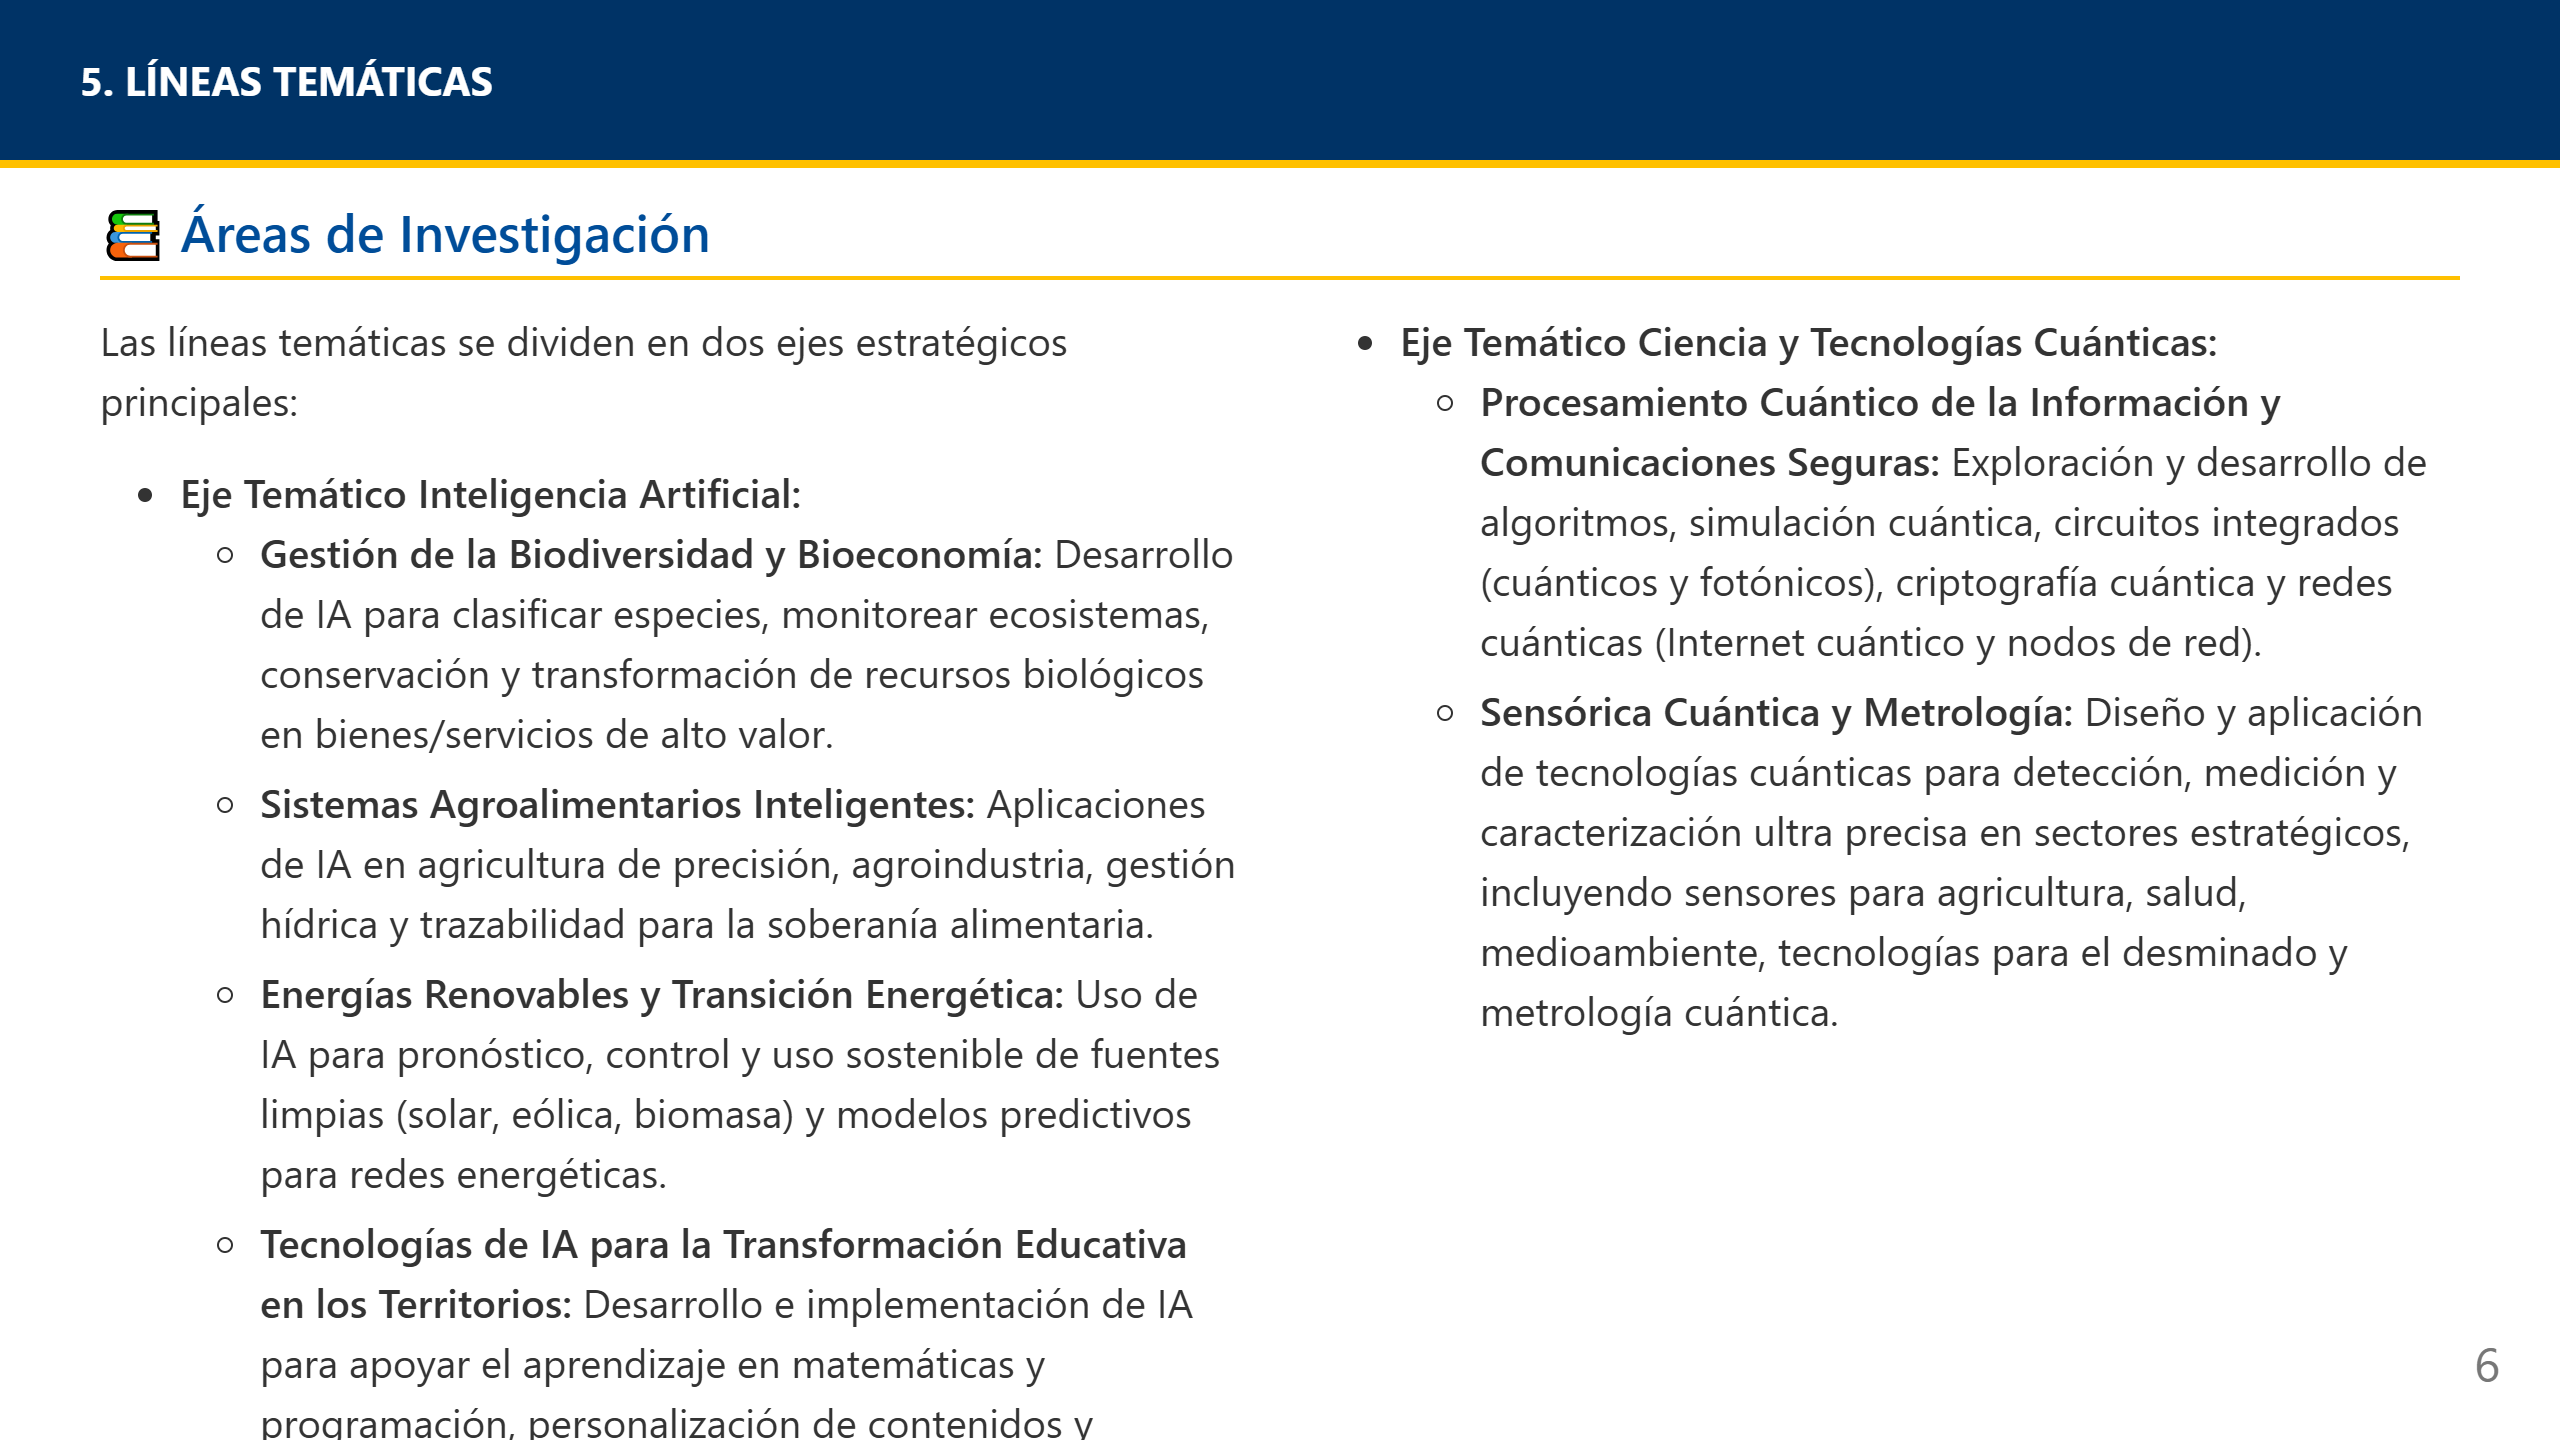 5. LÍNEAS TEMÁTICAS
Áreas de Investigación
Las líneas temáticas se dividen en dos ejes estratégicos
principales:
• Eje Temático Inteligencia Artificial:
○ Gestión de la Biodiversidad y Bioeconomía: Desarrollo
de IA para clasificar especies, monitorear ecosistemas,
conservación y transformación de recursos biológicos
en bienes/servicios de alto valor.
○ Sistemas Agroalimentarios Inteligentes: Aplicaciones
de IA en agricultura de precisión, agroindustria, gestión
hídrica y trazabilidad para la soberanía alimentaria.
○ Energías Renovables y Transición Energética: Uso de
IA para pronóstico, control y uso sostenible de fuentes
limpias (solar, eólica, biomasa) y modelos predictivos
para redes energéticas.
○ Tecnologías de IA para la Transformación Educativa
en los Territorios: Desarrollo e implementación de IA
para apoyar el aprendizaje en matemáticas y
programación, personalización de contenidos y
• Eje Temático Ciencia y Tecnologías Cuánticas:
○ Procesamiento Cuántico de la Información y
Comunicaciones Seguras: Exploración y desarrollo de
algoritmos, simulación cuántica, circuitos integrados
(cuánticos y fotónicos), criptografía cuántica y redes
cuánticas (Internet cuántico y nodos de red).
○ Sensórica Cuántica y Metrología: Diseño y aplicación
de tecnologías cuánticas para detección, medición y
caracterización ultra precisa en sectores estratégicos,
incluyendo sensores para agricultura, salud,
medioambiente, tecnologías para el desminado y
metrología cuántica.
6